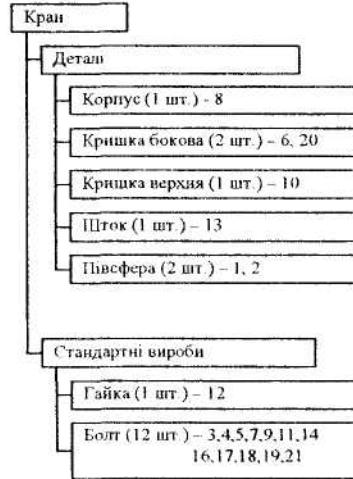 Кран
Деталі
Корпус (1 шт.) - 8
Кришка бокова (2 шт.) – 6, 20
Кришка верхня (1 шт.) – 10
Шток (1 шт.) – 13
Півсфера (2 шт.) – 1, 2
Стандартні вироби
Гайка (1 шт.) – 12
Болт (12 шт.) – 3,4,5,7,9,11,14
16,17,18,19,21